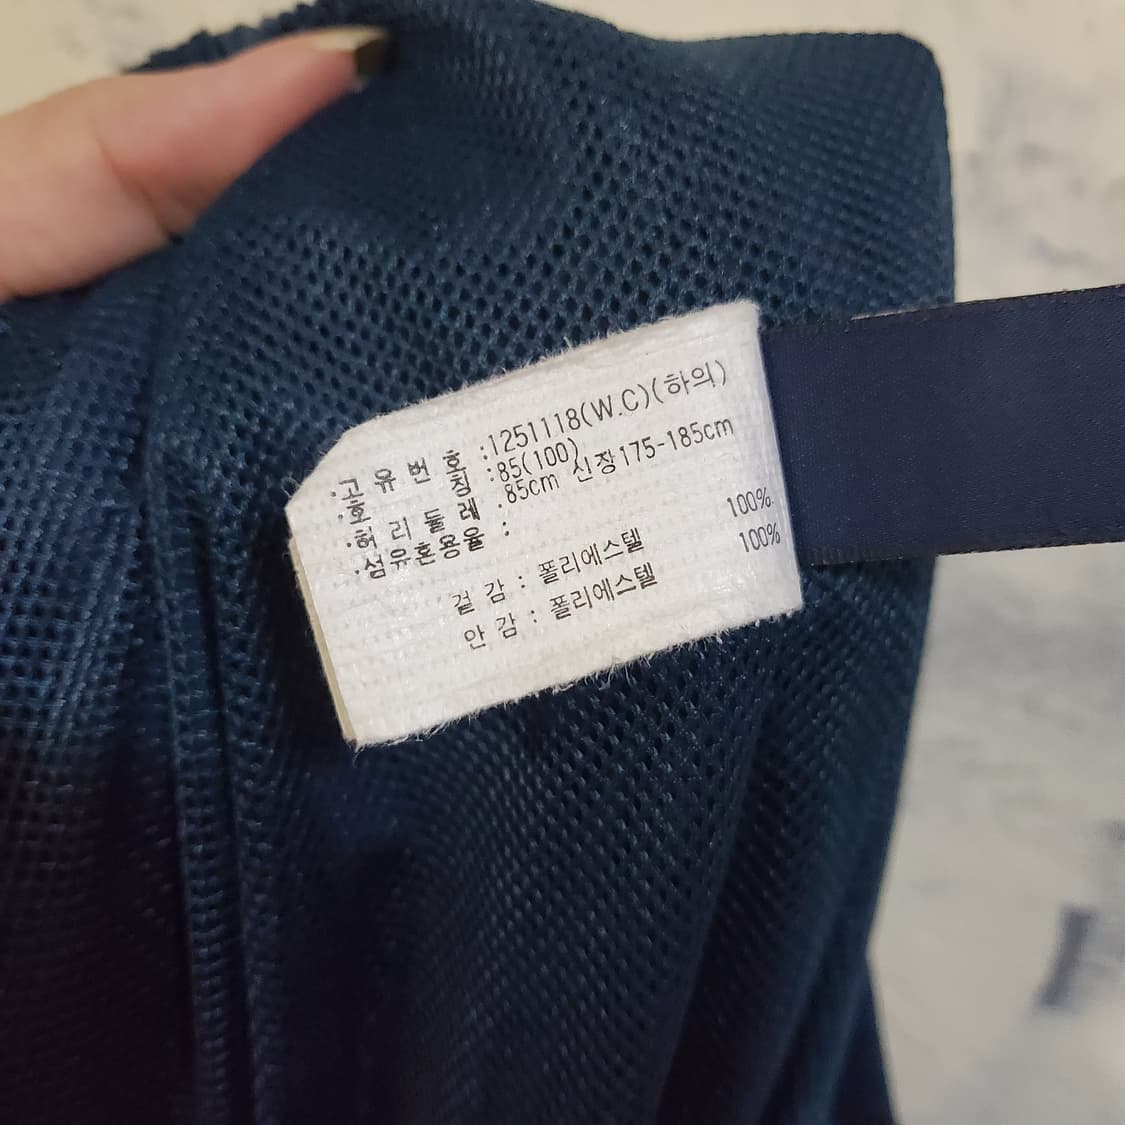 ·고 유 번 호 :1251118(W.C)(하의)
·호 칭 :85(100)
·허 리 둘 레 :85cm 신장175-185cm
·섬유혼용율 :
겉 감 : 폴리에스텔 100%
안 감 : 폴리에스텔 100%